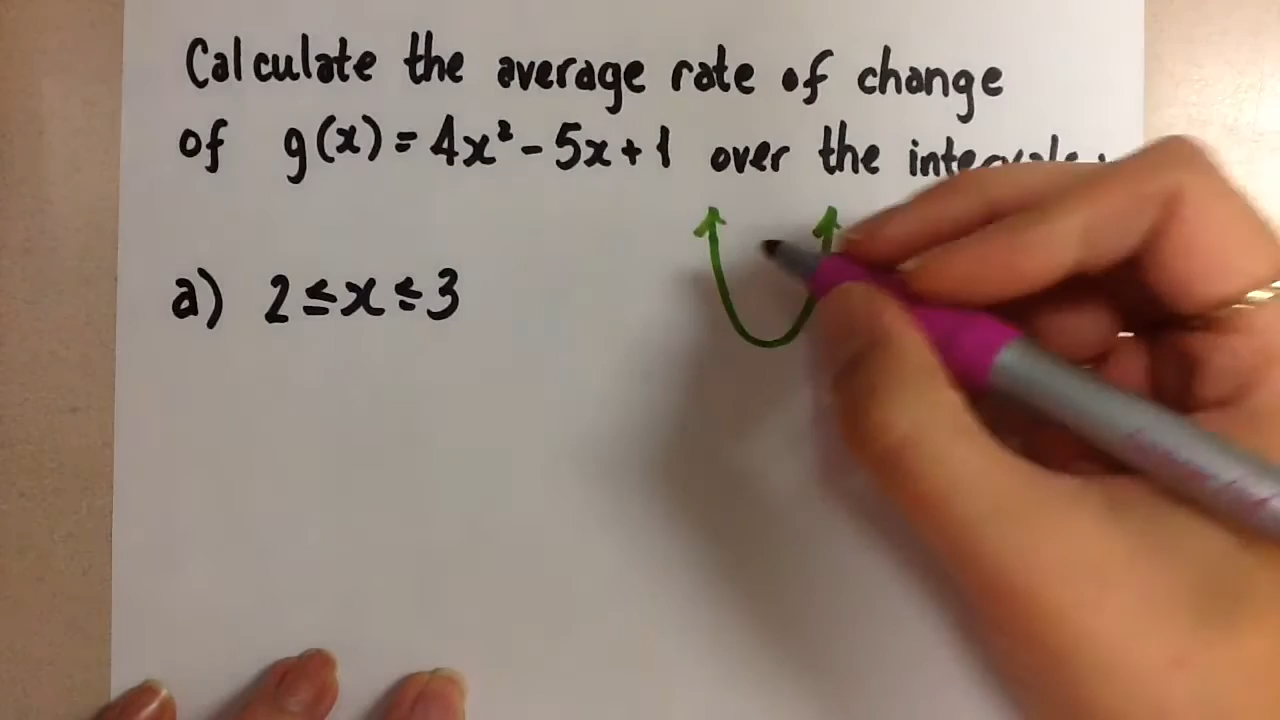 Calculate the average rate of change
of g(x) = 4x² - 5x + 1 over the
a) 2 ≤ x ≤ 3